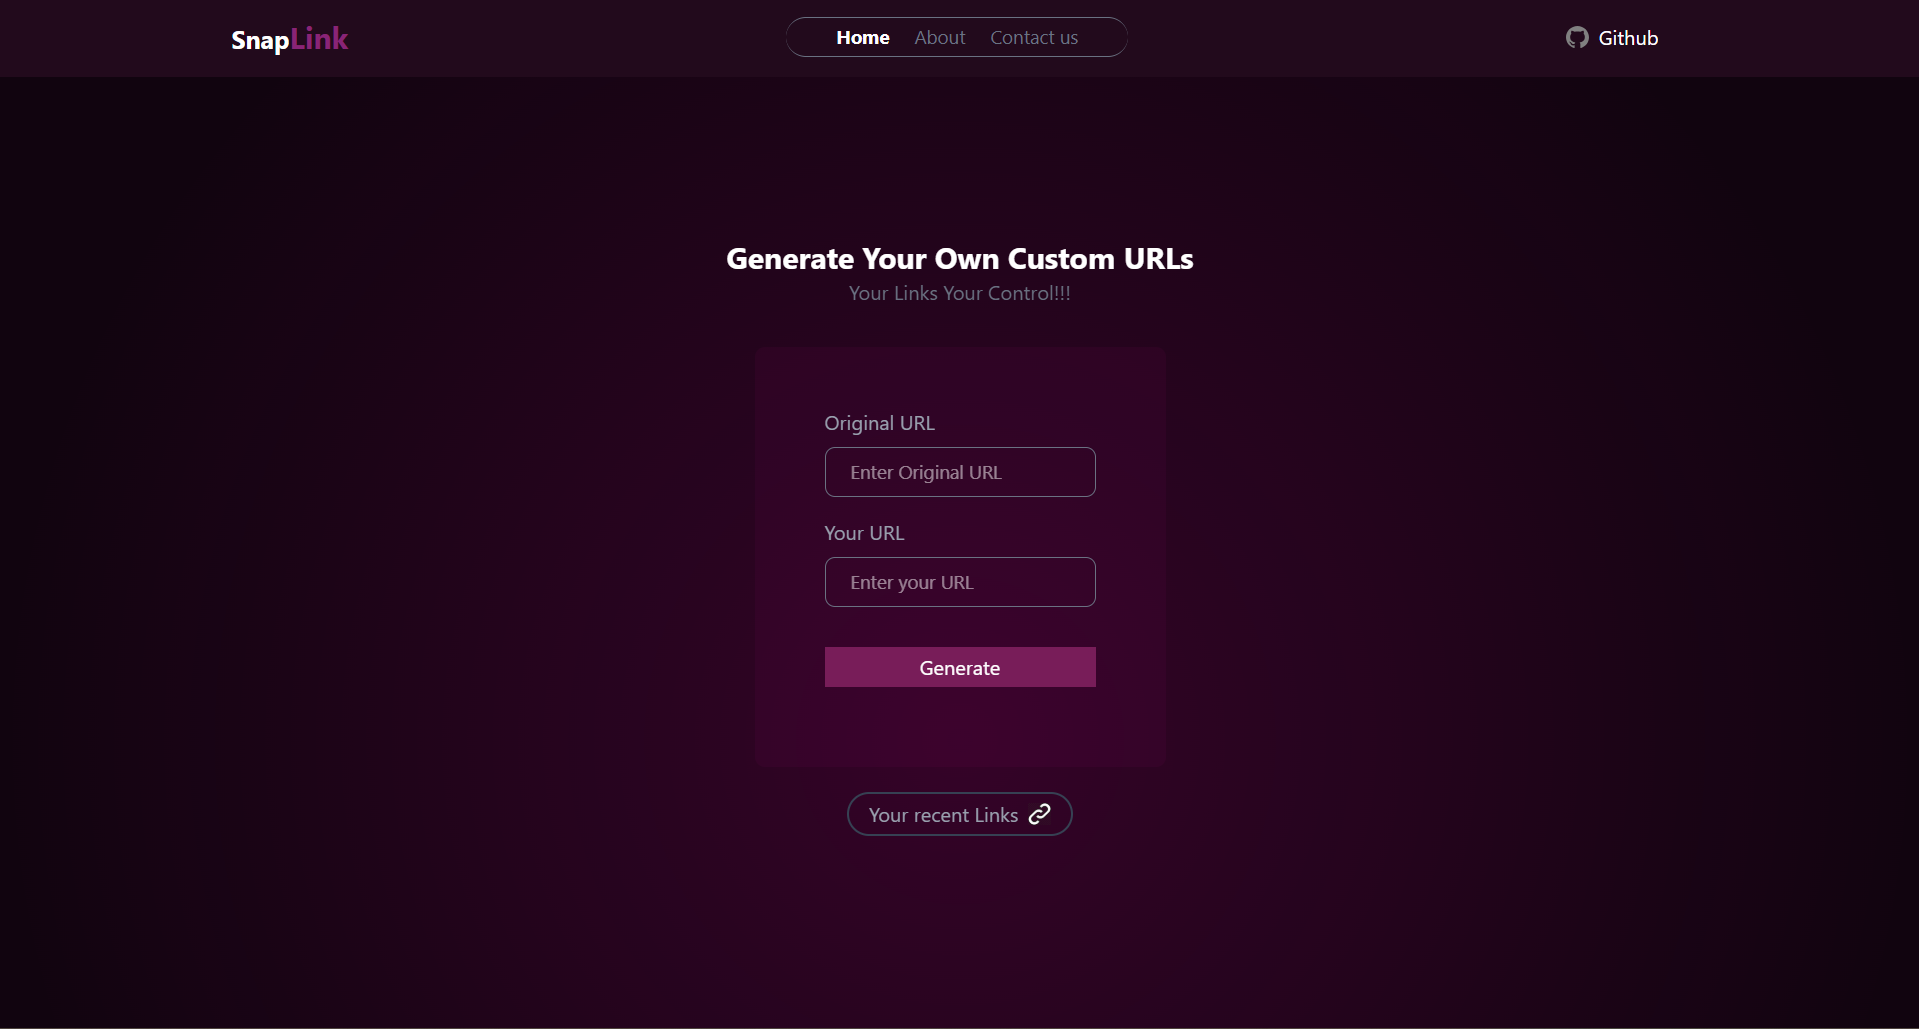 SnapLink
Home About Contact us
Github
Generate Your Own Custom URLs
Your Links Your Control!!!
Original URL
Enter Original URL
Your URL
Enter your URL
Generate
Your recent Links